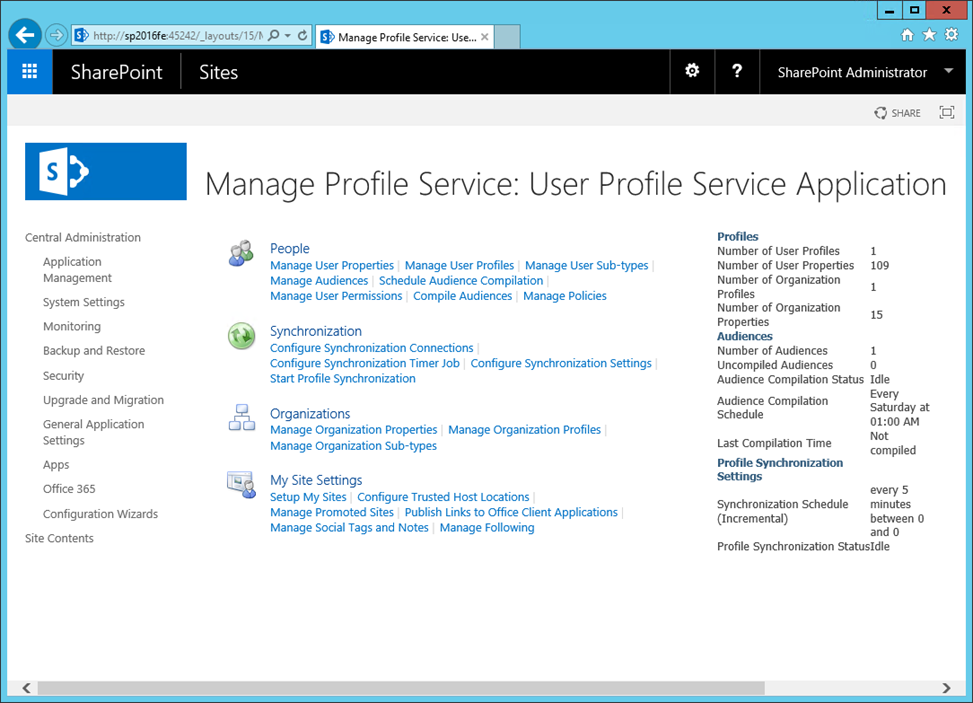 http://sp2016fe:45242/_layouts/15/M
Manage Profile Service: Use...
SharePoint
Sites
?
SharePoint Administrator
SHARE
S
Manage Profile Service: User Profile Service Application
Central Administration
Application
Management
System Settings
Monitoring
Backup and Restore
Security
Upgrade and Migration
General Application
Settings
Apps
Office 365
Configuration Wizards
Site Contents
People
Manage User Properties | Manage User Profiles | Manage User Sub-types |
Manage Audiences | Schedule Audience Compilation |
Manage User Permissions | Compile Audiences | Manage Policies
Synchronization
Configure Synchronization Connections |
Configure Synchronization Timer Job | Configure Synchronization Settings |
Start Profile Synchronization
Organizations
Manage Organization Properties | Manage Organization Profiles |
Manage Organization Sub-types
My Site Settings
Setup My Sites | Configure Trusted Host Locations |
Manage Promoted Sites | Publish Links to Office Client Applications |
Manage Social Tags and Notes | Manage Following
Profiles
Number of User Profiles 1
Number of User Properties 109
Number of Organization
Profiles 1
Number of Organization
Properties 15
Audiences
Number of Audiences 1
Uncompiled Audiences 0
Audience Compilation Status Idle
Audience Compilation
Schedule
Every
Saturday at
01:00 AM
Last Compilation Time
Not
compiled
Profile Synchronization
Settings
Synchronization Schedule
(Incremental)
every 5
minutes
between 0
and 0
Profile Synchronization Status Idle